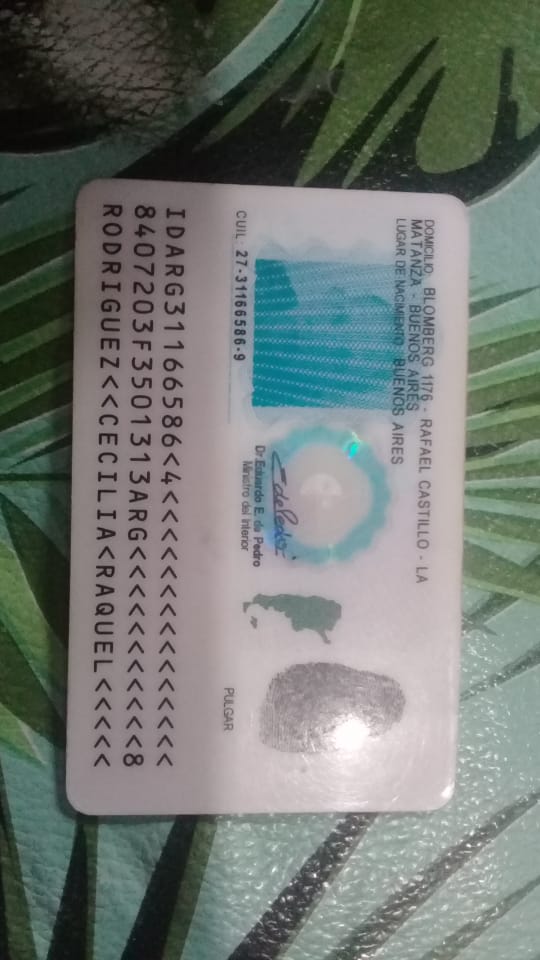 DOMICILIO: BLOMBERG 1176 - RAFAEL CASTILLO - LA
MATANZA - BUENOS AIRES
LUGAR DE NACIMIENTO: BUENOS AIRES
CUIL: 27-31166586-9
Dr. Eduardo E. de Pedro
Ministro del Interior
PULGAR
IDARG31166586<4<<<<<<<<<<<<<<<
8407203F3501313ARG<<<<<<<<<<<8
RODRIGUEZ<<CECILIA<RAQUEL<<<<<